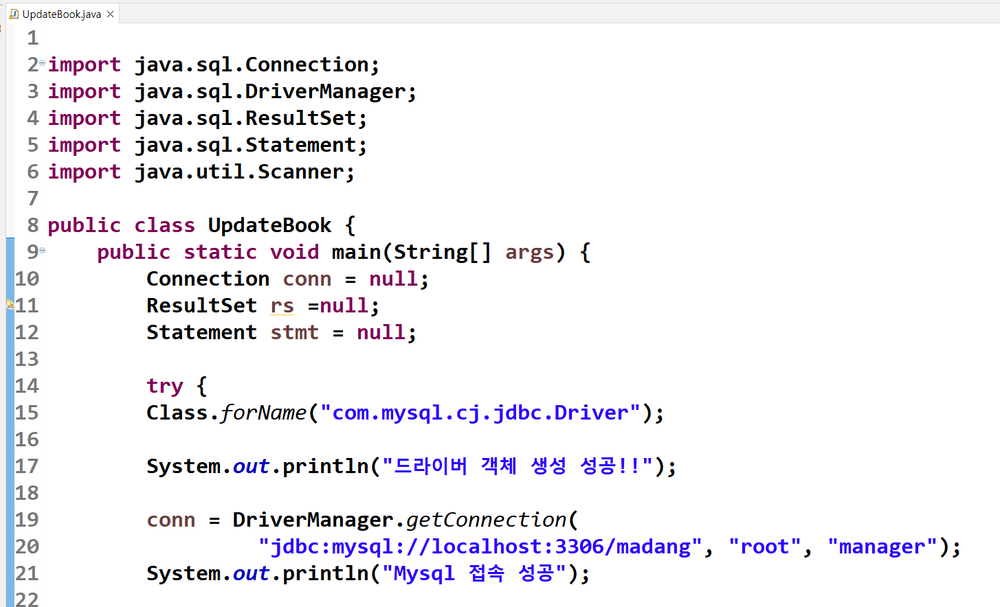 UpdateBook.java
1
2 import java.sql.Connection;
3 import java.sql.DriverManager;
4 import java.sql.ResultSet;
5 import java.sql.Statement;
6 import java.util.Scanner;
7
8 public class UpdateBook {
9     public static void main(String[] args) {
10         Connection conn = null;
11         ResultSet rs =null;
12         Statement stmt = null;
13
14         try {
15         Class.forName("com.mysql.cj.jdbc.Driver");
16
17         System.out.println("드라이버 객체 생성 성공!!");
18
19         conn = DriverManager.getConnection(
20                  "jdbc:mysql://localhost:3306/madang", "root", "manager");
21         System.out.println("Mysql 접속 성공");
22